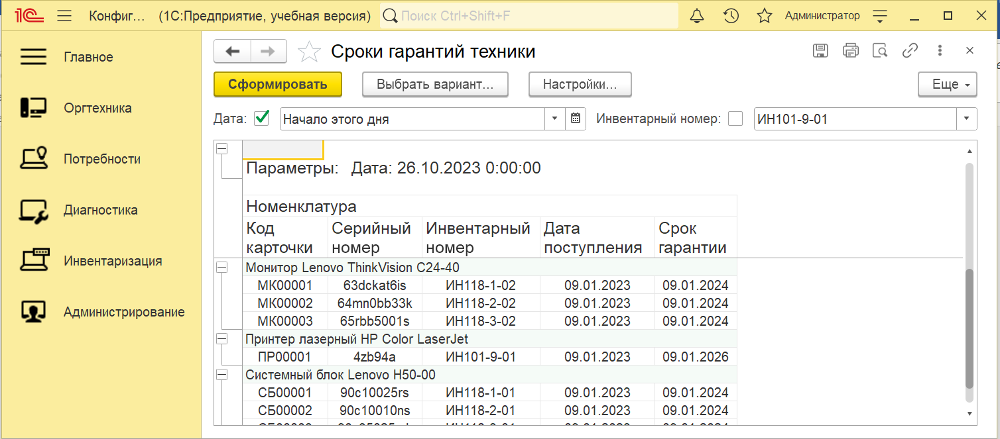 1С Конфиг... (1С:Предприятие, учебная версия) Поиск Ctrl+Shift+F Администратор
Главное
Оргтехника
Потребности
Диагностика
Инвентаризация
Администрирование
Сроки гарантий техники
Сформировать Выбрать вариант... Настройки... Еще
Дата: Начало этого дня Инвентарный номер: ИН101-9-01
Параметры: Дата: 26.10.2023 0:00:00
Номенклатура
Код карточки Серийный номер Инвентарный номер Дата поступления Срок гарантии
Монитор Lenovo ThinkVision C24-40
МК00001 63dckat6is ИН118-1-02 09.01.2023 09.01.2024
МК00002 64mn0bb33k ИН118-2-02 09.01.2023 09.01.2024
МК00003 65rbb5001s ИН118-3-02 09.01.2023 09.01.2024
Принтер лазерный HP Color LaserJet
ПР00001 4zb94a ИН101-9-01 09.01.2023 09.01.2026
Системный блок Lenovo H50-00
СБ00001 90c10025rs ИН118-1-01 09.01.2023 09.01.2024
СБ00002 90c10010ns ИН118-2-01 09.01.2023 09.01.2024